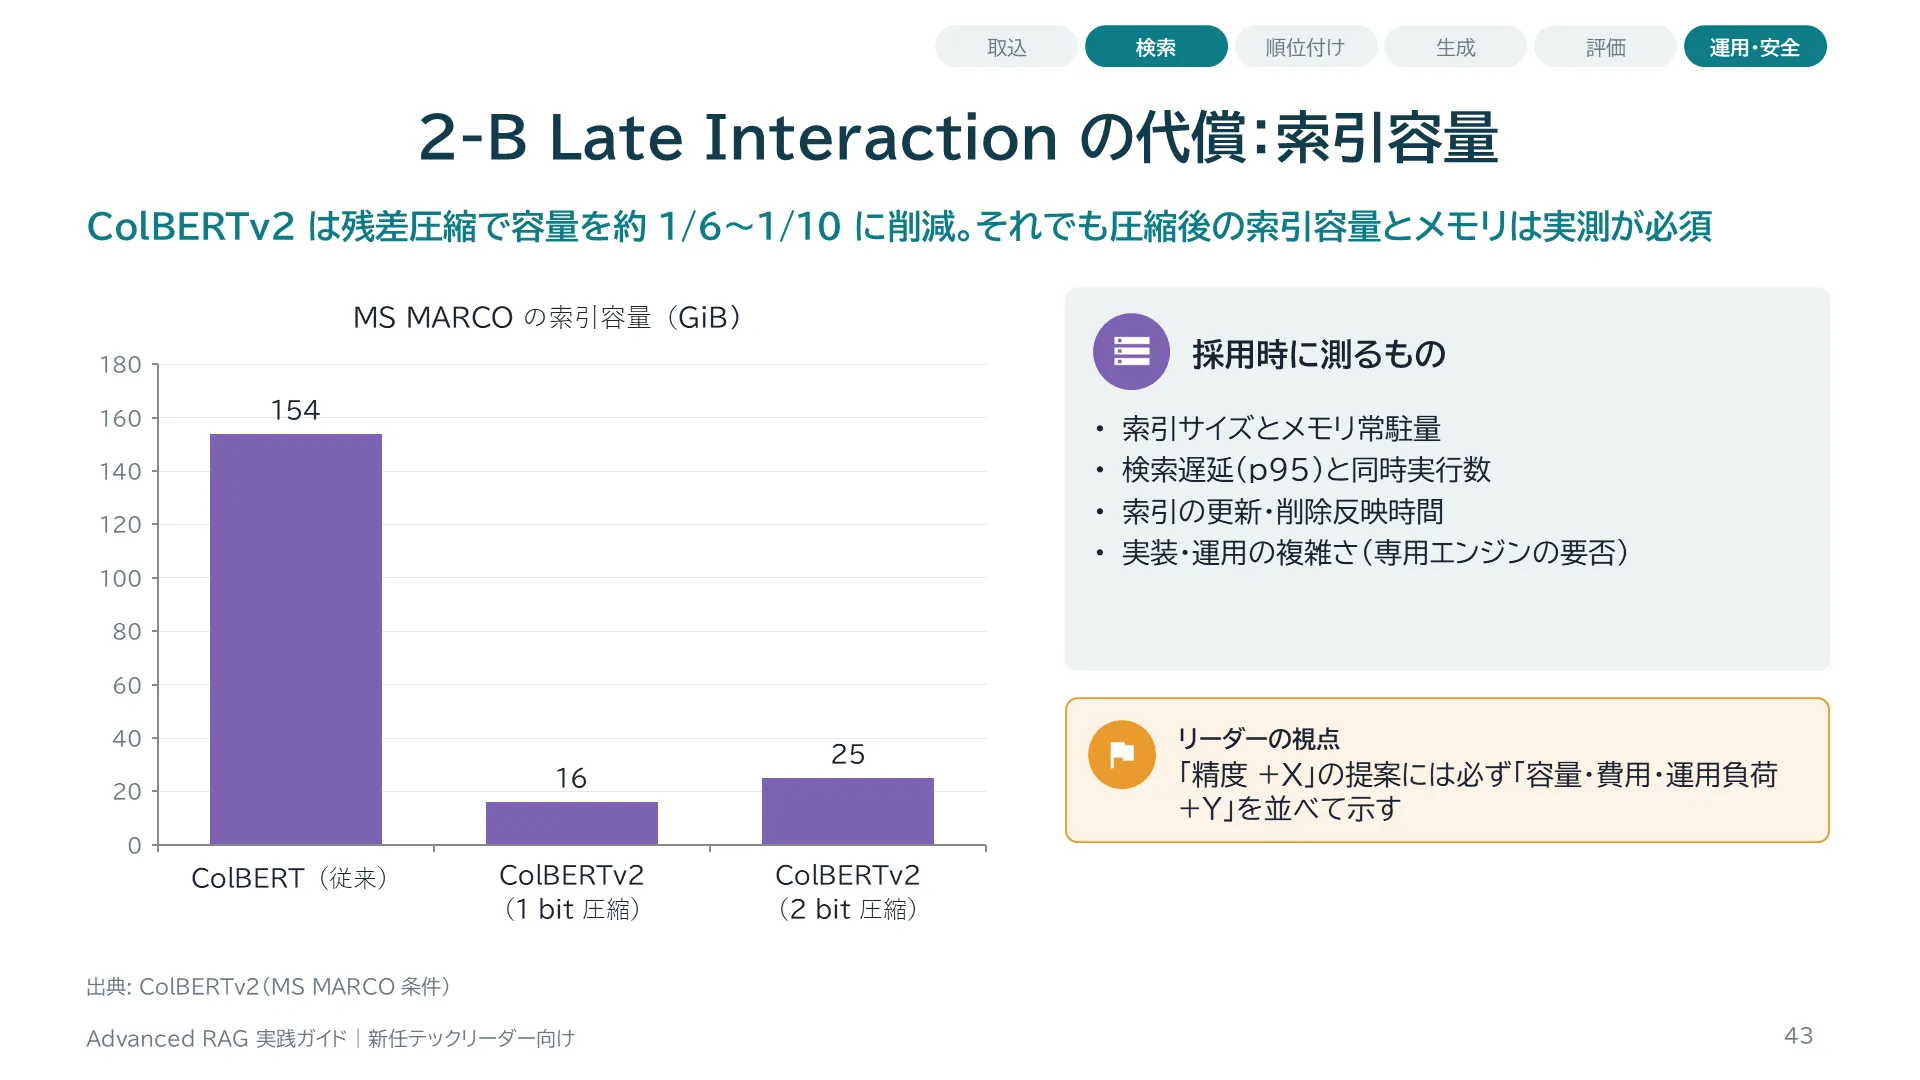 取込
検索
順位付け
生成
評価
運用・安全
2-B Late Interaction の代償：索引容量
ColBERTv2 は残差圧縮で容量を約 1/6～1/10 に削減。それでも圧縮後の索引容量とメモリは実測が必須
MS MARCO の索引容量（GiB）
180
160
140
120
100
80
60
40
20
0
154
16
25
ColBERT（従来）
ColBERTv2
（1 bit 圧縮）
ColBERTv2
（2 bit 圧縮）
採用時に測るもの
• 索引サイズとメモリ常駐量
• 検索遅延（p95）と同時実行数
• 索引の更新・削除反映時間
• 実装・運用の複雑さ（専用エンジンの要否）
リーダーの視点
「精度 ＋X」の提案には必ず「容量・費用・運用負荷
＋Y」を並べて示す
出典: ColBERTv2（MS MARCO 条件）
Advanced RAG 実践ガイド｜新任テックリーダー向け
43